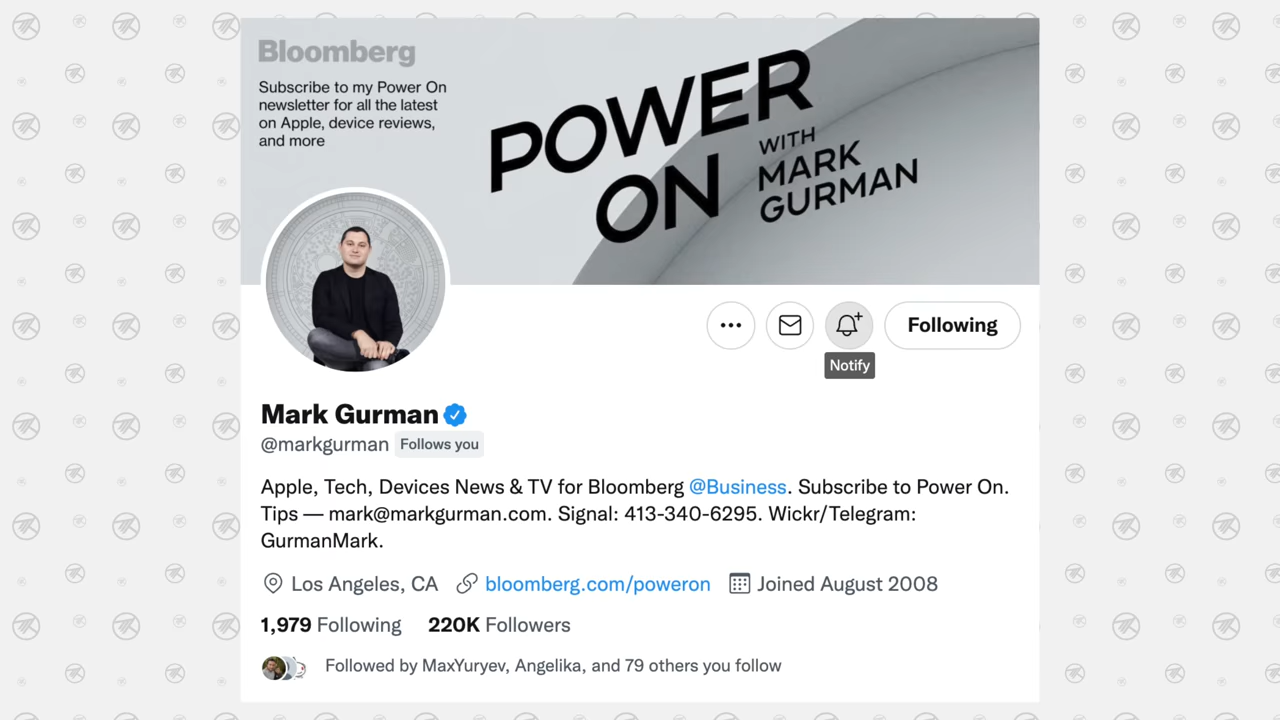 Bloomberg
Subscribe to my Power On
newsletter for all the latest
on Apple, device reviews,
and more
POWER
ON
WITH
MARK
GURMAN
Following
Notify
Mark Gurman
@markgurman Follows you
Apple, Tech, Devices News & TV for Bloomberg @Business. Subscribe to Power On.
Tips — mark@markgurman.com. Signal: 413-340-6295. Wickr/Telegram:
GurmanMark.
Los Angeles, CA bloomberg.com/poweron Joined August 2008
1,979 Following 220K Followers
Followed by MaxYuryev, Angelika, and 79 others you follow